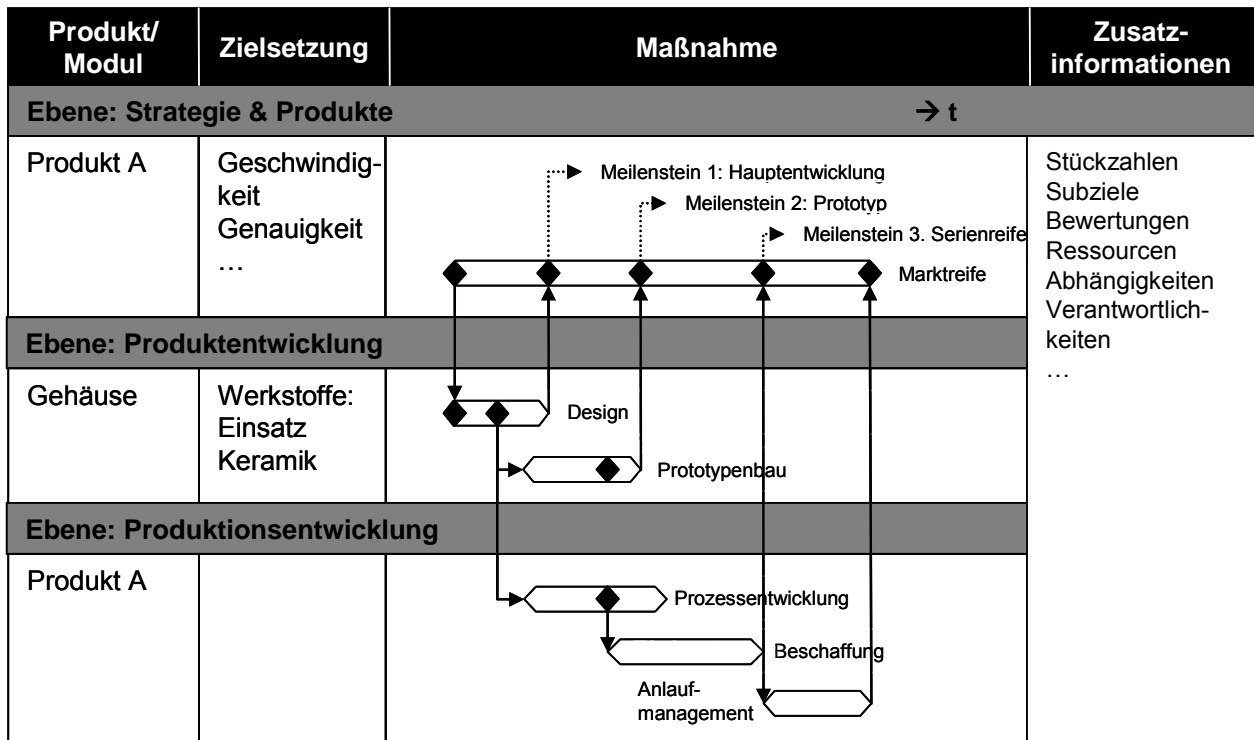 Produkt/
Modul
Zielsetzung
Maßnahme
Zusatz-
informationen
Ebene: Strategie & Produkte
→ t
Produkt A
Geschwindig-
keit
Genauigkeit
…
Meilenstein 1: Hauptentwicklung
Meilenstein 2: Prototyp
Meilenstein 3. Serienreife
Marktreife
Stückzahlen
Subziele
Bewertungen
Ressourcen
Abhängigkeiten
Verantwortlich-
keiten
…
Ebene: Produktentwicklung
Gehäuse
Werkstoffe:
Einsatz
Keramik
Design
Prototypenbau
Ebene: Produktionsentwicklung
Produkt A
Prozessentwicklung
Beschaffung
Anlauf-
management